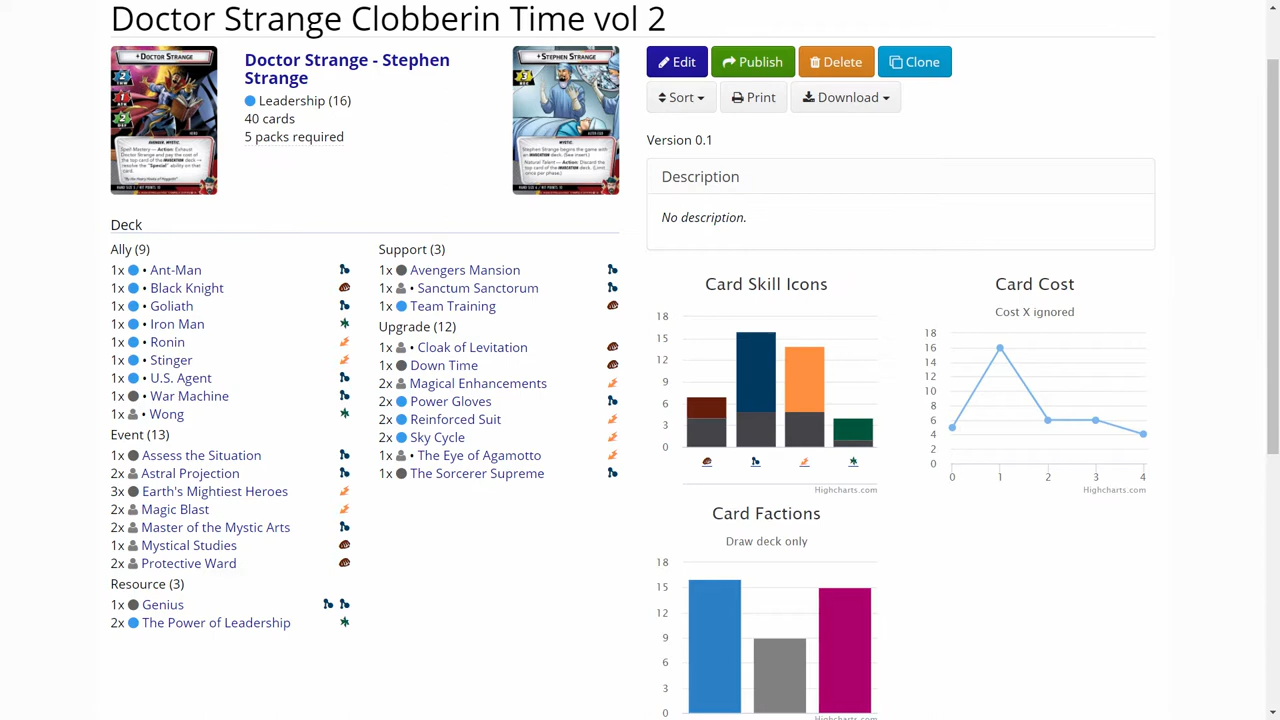 Doctor Strange Clobberin Time vol 2
DOCTOR STRANGE
AVENGER. MYSTIC.
STEPHEN STRANGE
MYSTIC.
Doctor Strange - Stephen
Strange
Leadership (16)
40 cards
5 packs required
Edit
Publish
Delete
Clone
Sort
Print
Download
Version 0.1
Description
No description.
Deck
Ally (9)
1x • Ant-Man
1x • Black Knight
1x • Goliath
1x • Iron Man
1x • Ronin
1x • Stinger
1x • U.S. Agent
1x • War Machine
1x • Wong
Event (13)
1x Assess the Situation
2x Astral Projection
3x Earth's Mightiest Heroes
2x Magic Blast
2x Master of the Mystic Arts
1x Mystical Studies
2x Protective Ward
Resource (3)
1x Genius
2x The Power of Leadership
Support (3)
1x Avengers Mansion
1x • Sanctum Sanctorum
1x Team Training
Upgrade (12)
1x • Cloak of Levitation
1x Down Time
2x Magical Enhancements
2x Power Gloves
2x Reinforced Suit
2x Sky Cycle
1x • The Eye of Agamotto
1x The Sorcerer Supreme
Card Skill Icons
18
15
12
9
6
3
0
Highcharts.com
Card Cost
Cost X ignored
18
16
14
12
10
8
6
4
2
0
0 1 2 3 4
Highcharts.com
Card Factions
Draw deck only
18
15
12
9
6
3
0
Highcharts.com